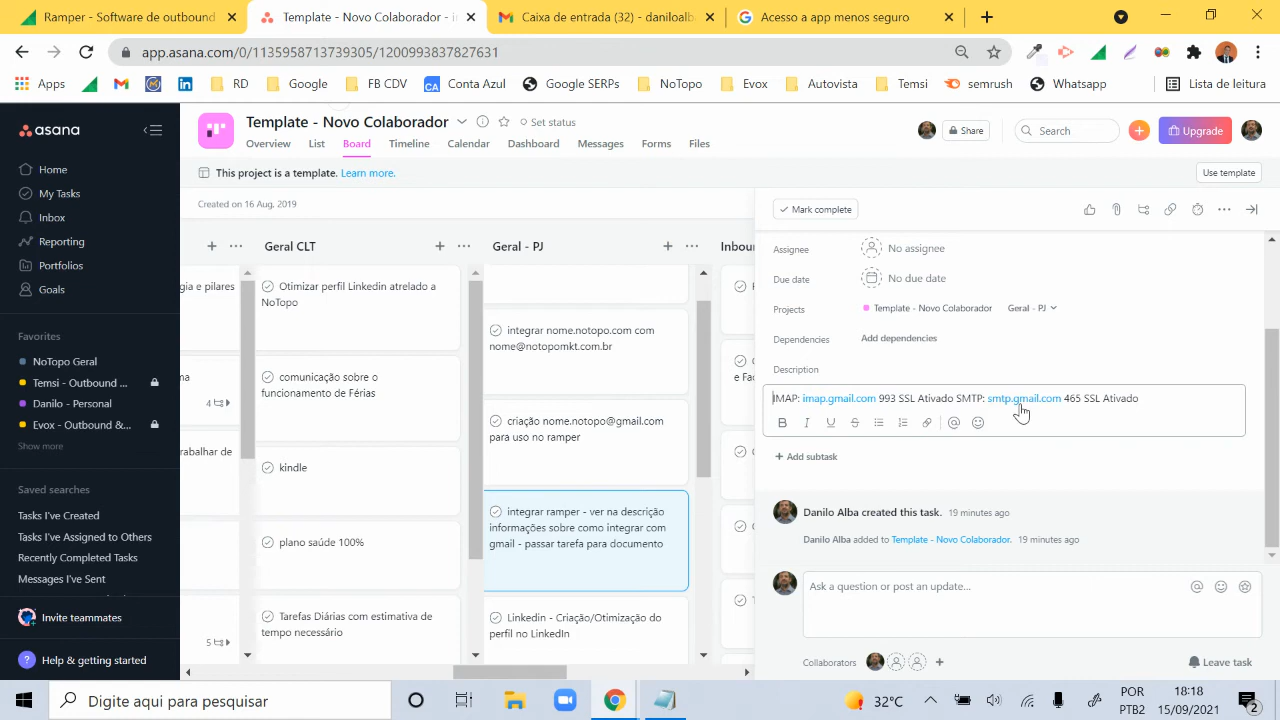 Ramper - Software de outbound
Template - Novo Colaborador - in
Caixa de entrada (32) - daniloalb
Acesso a app menos seguro
app.asana.com/0/1135958713739305/1200993837827631
Apps
RD
Google
FB CDV
Conta Azul
Google SERPs
NoTopo
Evox
Autovista
Temsi
semrush
Whatsapp
Lista de leitura
asana
Home
My Tasks
Inbox
Reporting
Portfolios
Goals
Favorites
NoTopo Geral
Temsi - Outbound ...
Danilo - Personal
Evox - Outbound &...
Show more
Saved searches
Tasks I've Created
Tasks I've Assigned to Others
Recently Completed Tasks
Messages I've Sent
Invite teammates
Help & getting started
Template - Novo Colaborador
Set status
Overview
List
Board
Timeline
Calendar
Dashboard
Messages
Forms
Files
Share
Search
Upgrade
This project is a template. Learn more.
Use template
Created on 16 Aug, 2019
gia e pilares
ma
4
rabalhar de
5
Geral CLT
Otimizar perfil Linkedin atrelado a
NoTopo
comunicação sobre o
funcionamento de Férias
kindle
plano saúde 100%
Tarefas Diárias com estimativa de
tempo necessário
Geral - PJ
integrar nome.notopo.com com
nome@notopomkt.com.br
criação nome.notopo@gmail.com
para uso no ramper
integrar ramper - ver na descrição
informações sobre como integrar com
gmail - passar tarefa para documento
Linkedin - Criação/Otimização do
perfil no LinkedIn
Inbour
e Fac
Mark complete
Assignee
No assignee
Due date
No due date
Projects
Template - Novo Colaborador
Geral - PJ
Dependencies
Add dependencies
Description
IMAP: imap.gmail.com 993 SSL Ativado SMTP: smtp.gmail.com 465 SSL Ativado
Add subtask
Danilo Alba created this task. 19 minutes ago
Danilo Alba added to Template - Novo Colaborador. 19 minutes ago
Ask a question or post an update...
Collaborators
Leave task
Digite aqui para pesquisar
32°C
POR
PTB2
18:18
15/09/2021
2